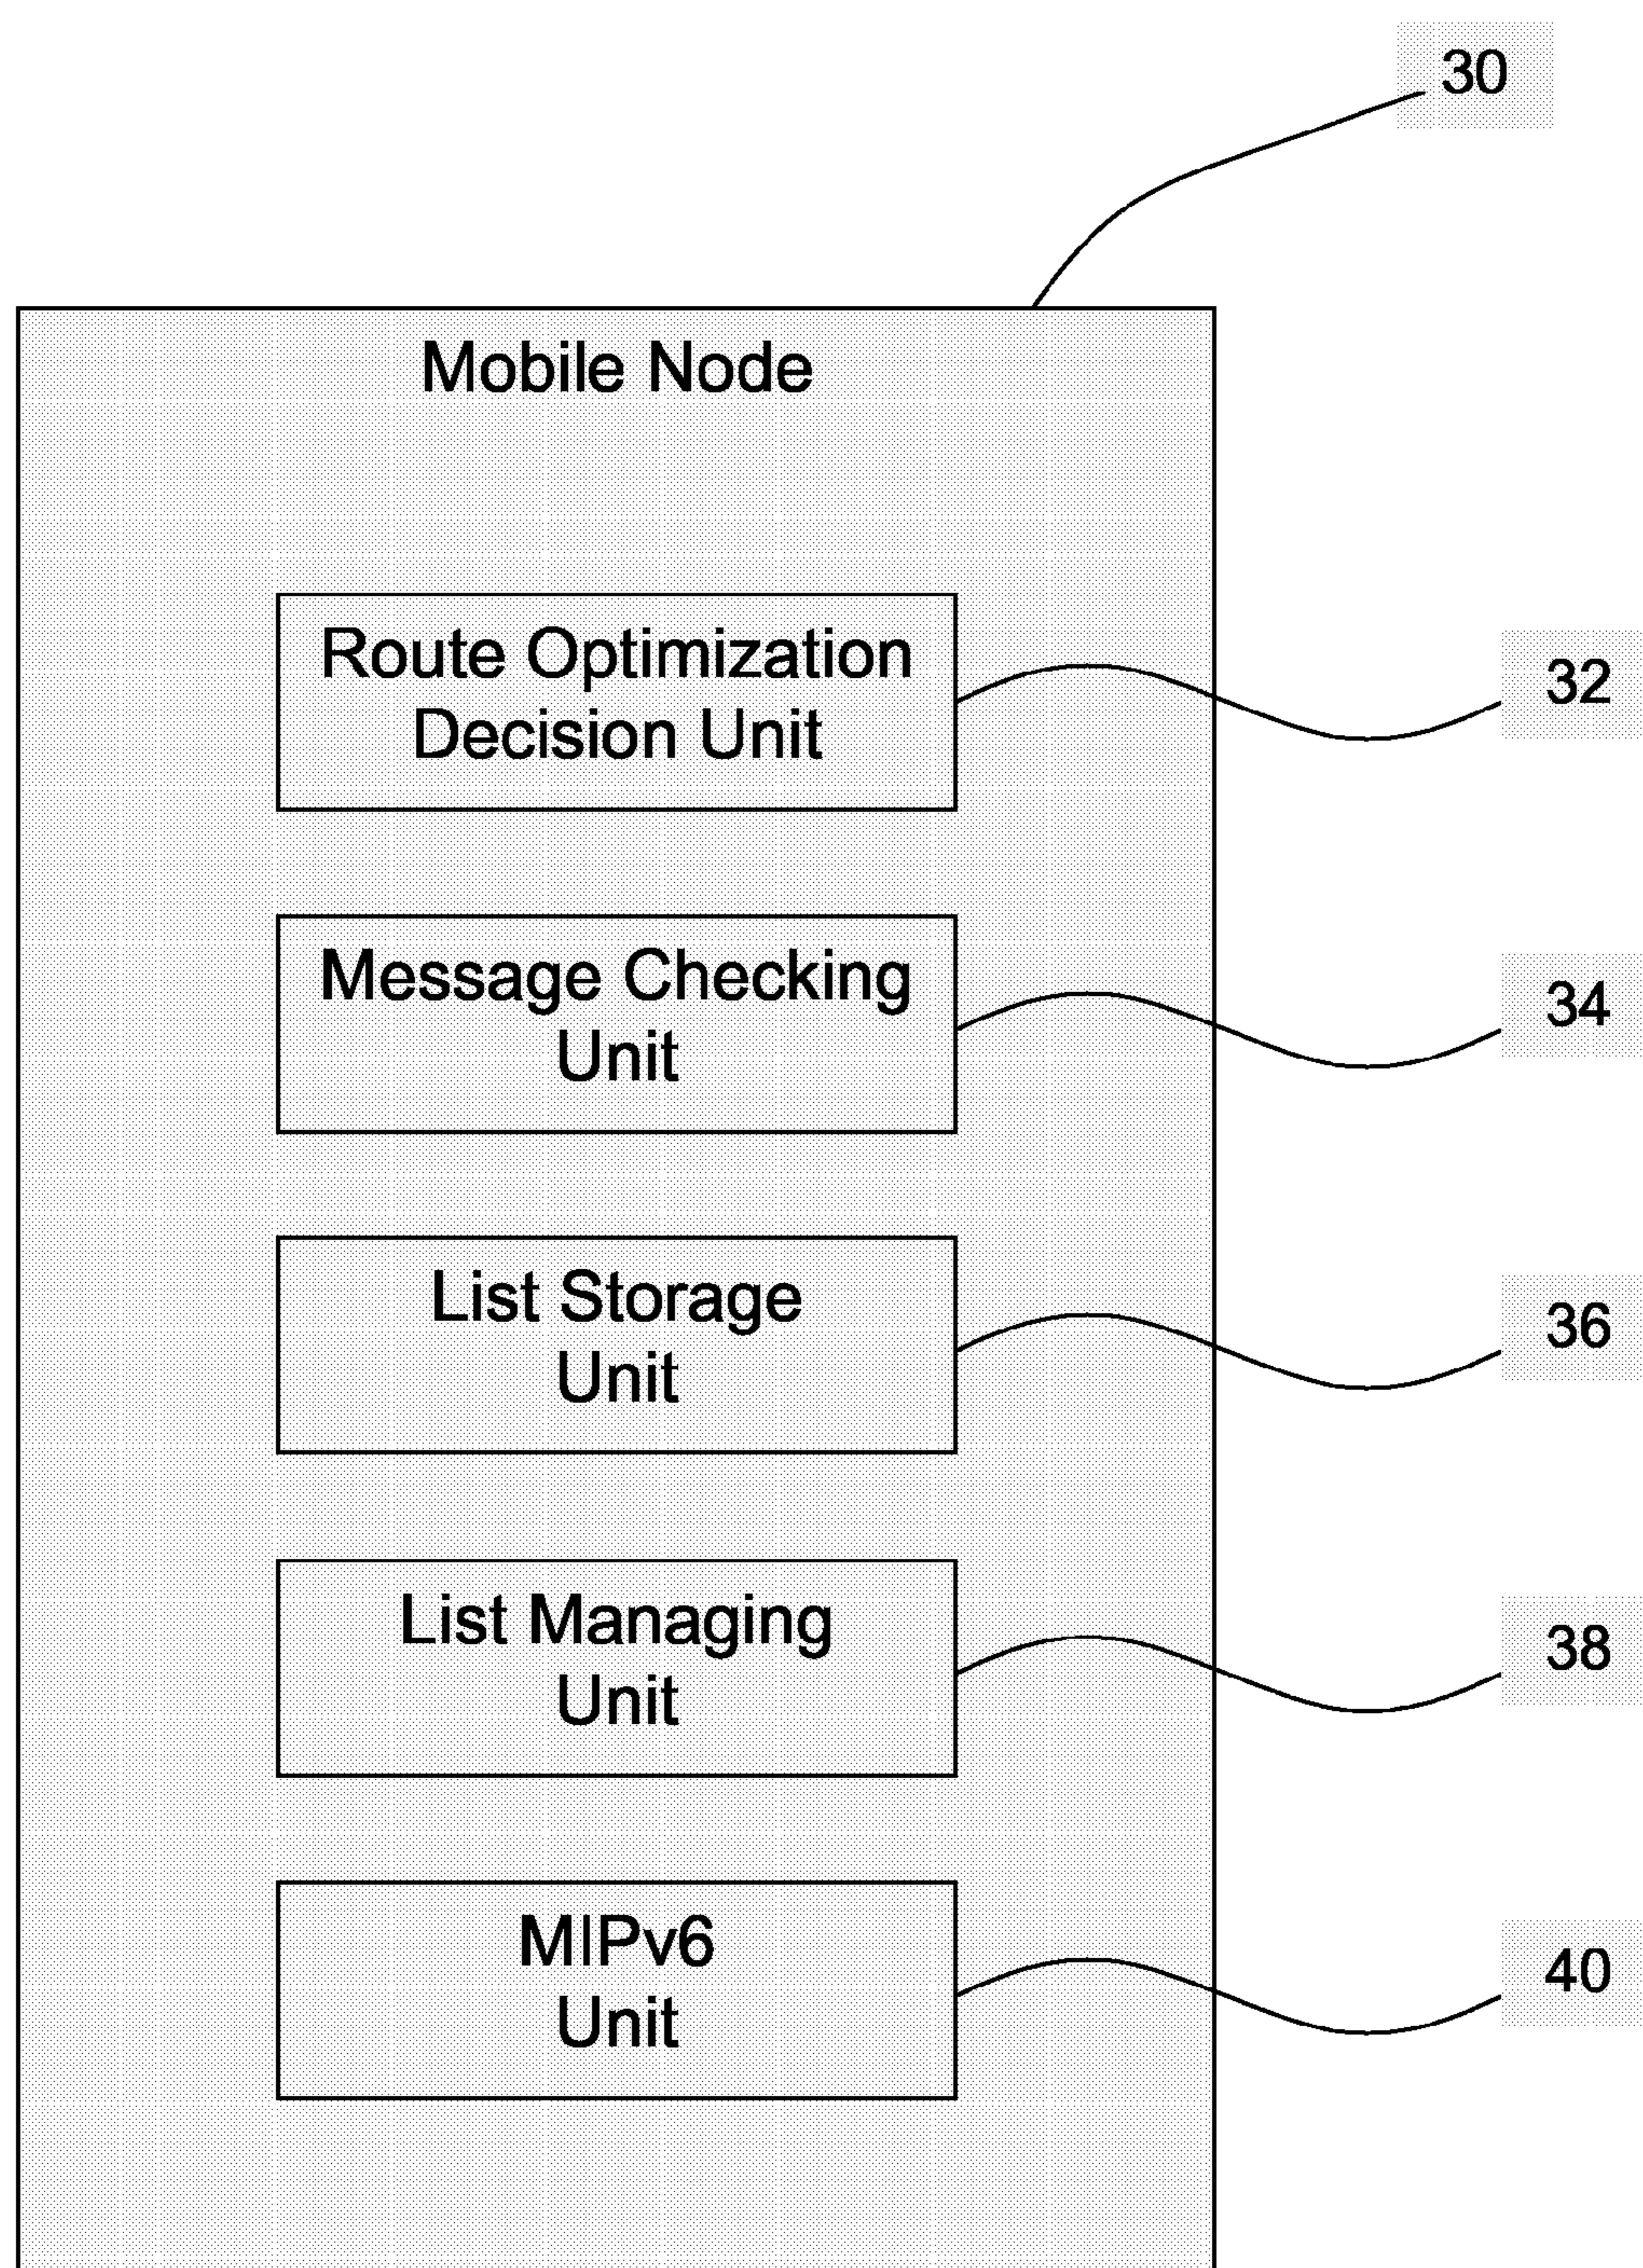 30
Mobile Node
Route Optimization
Decision Unit
32
Message Checking
Unit
34
List Storage
Unit
36
List Managing
Unit
38
MIPv6
Unit
40